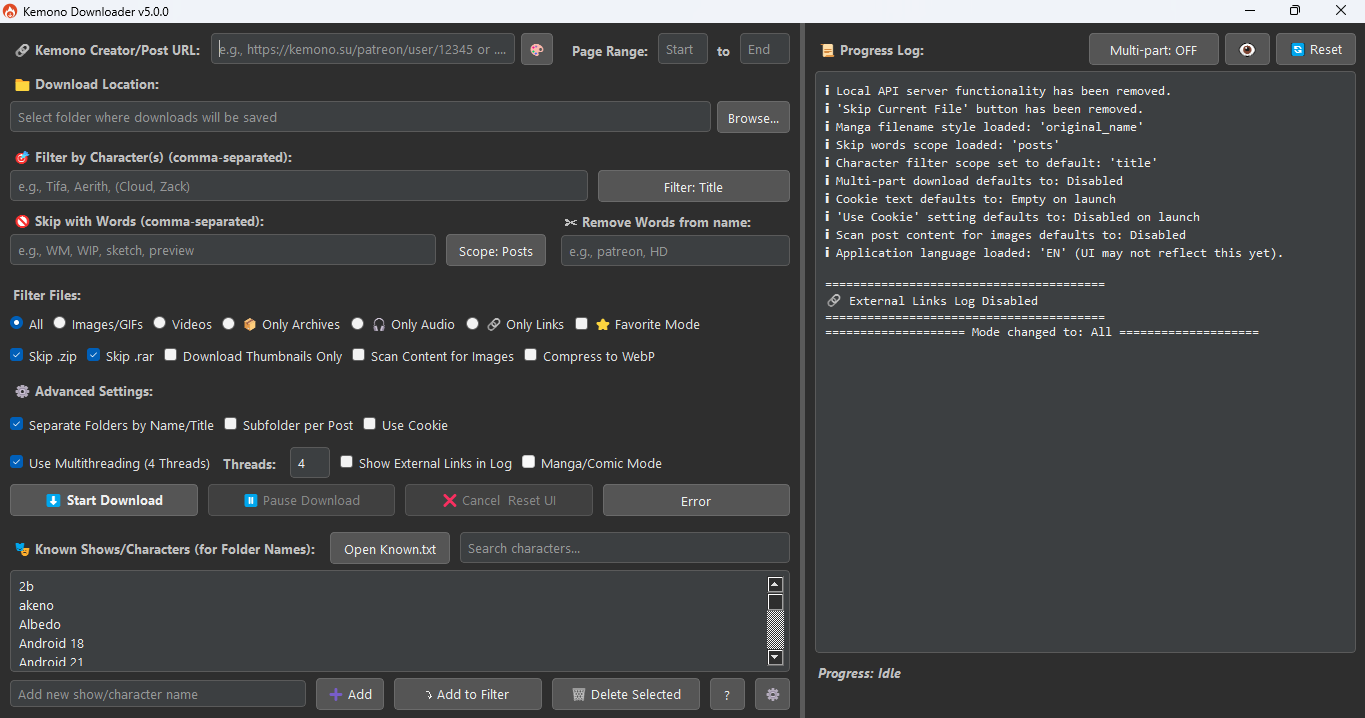 Kemono Downloader v5.0.0
Kemono Creator/Post URL:
e.g., https://kemono.su/patreon/user/12345 or ....
Page Range:
Start
to
End
Download Location:
Select folder where downloads will be saved
Browse...
Filter by Character(s) (comma-separated):
e.g., Tifa, Aerith, (Cloud, Zack)
Filter: Title
Skip with Words (comma-separated):
Remove Words from name:
e.g., WM, WIP, sketch, preview
Scope: Posts
e.g., patreon, HD
Filter Files:
All
Images/GIFs
Videos
Only Archives
Only Audio
Only Links
Favorite Mode
Skip .zip
Skip .rar
Download Thumbnails Only
Scan Content for Images
Compress to WebP
Advanced Settings:
Separate Folders by Name/Title
Subfolder per Post
Use Cookie
Use Multithreading (4 Threads)
Threads:
4
Show External Links in Log
Manga/Comic Mode
Start Download
Pause Download
Cancel Reset UI
Error
Known Shows/Characters (for Folder Names):
Open Known.txt
Search characters...
2b
akeno
Albedo
Android 18
Android 21
Add new show/character name
Add
Add to Filter
Delete Selected
?
Progress Log:
Multi-part: OFF
Reset
ℹ Local API server functionality has been removed.
ℹ 'Skip Current File' button has been removed.
ℹ Manga filename style loaded: 'original_name'
ℹ Skip words scope loaded: 'posts'
ℹ Character filter scope set to default: 'title'
ℹ Multi-part download defaults to: Disabled
ℹ Cookie text defaults to: Empty on launch
ℹ 'Use Cookie' setting defaults to: Disabled on launch
ℹ Scan post content for images defaults to: Disabled
ℹ Application language loaded: 'EN' (UI may not reflect this yet).
========================================
External Links Log Disabled
========================================
==================== Mode changed to: All ====================
Progress: Idle